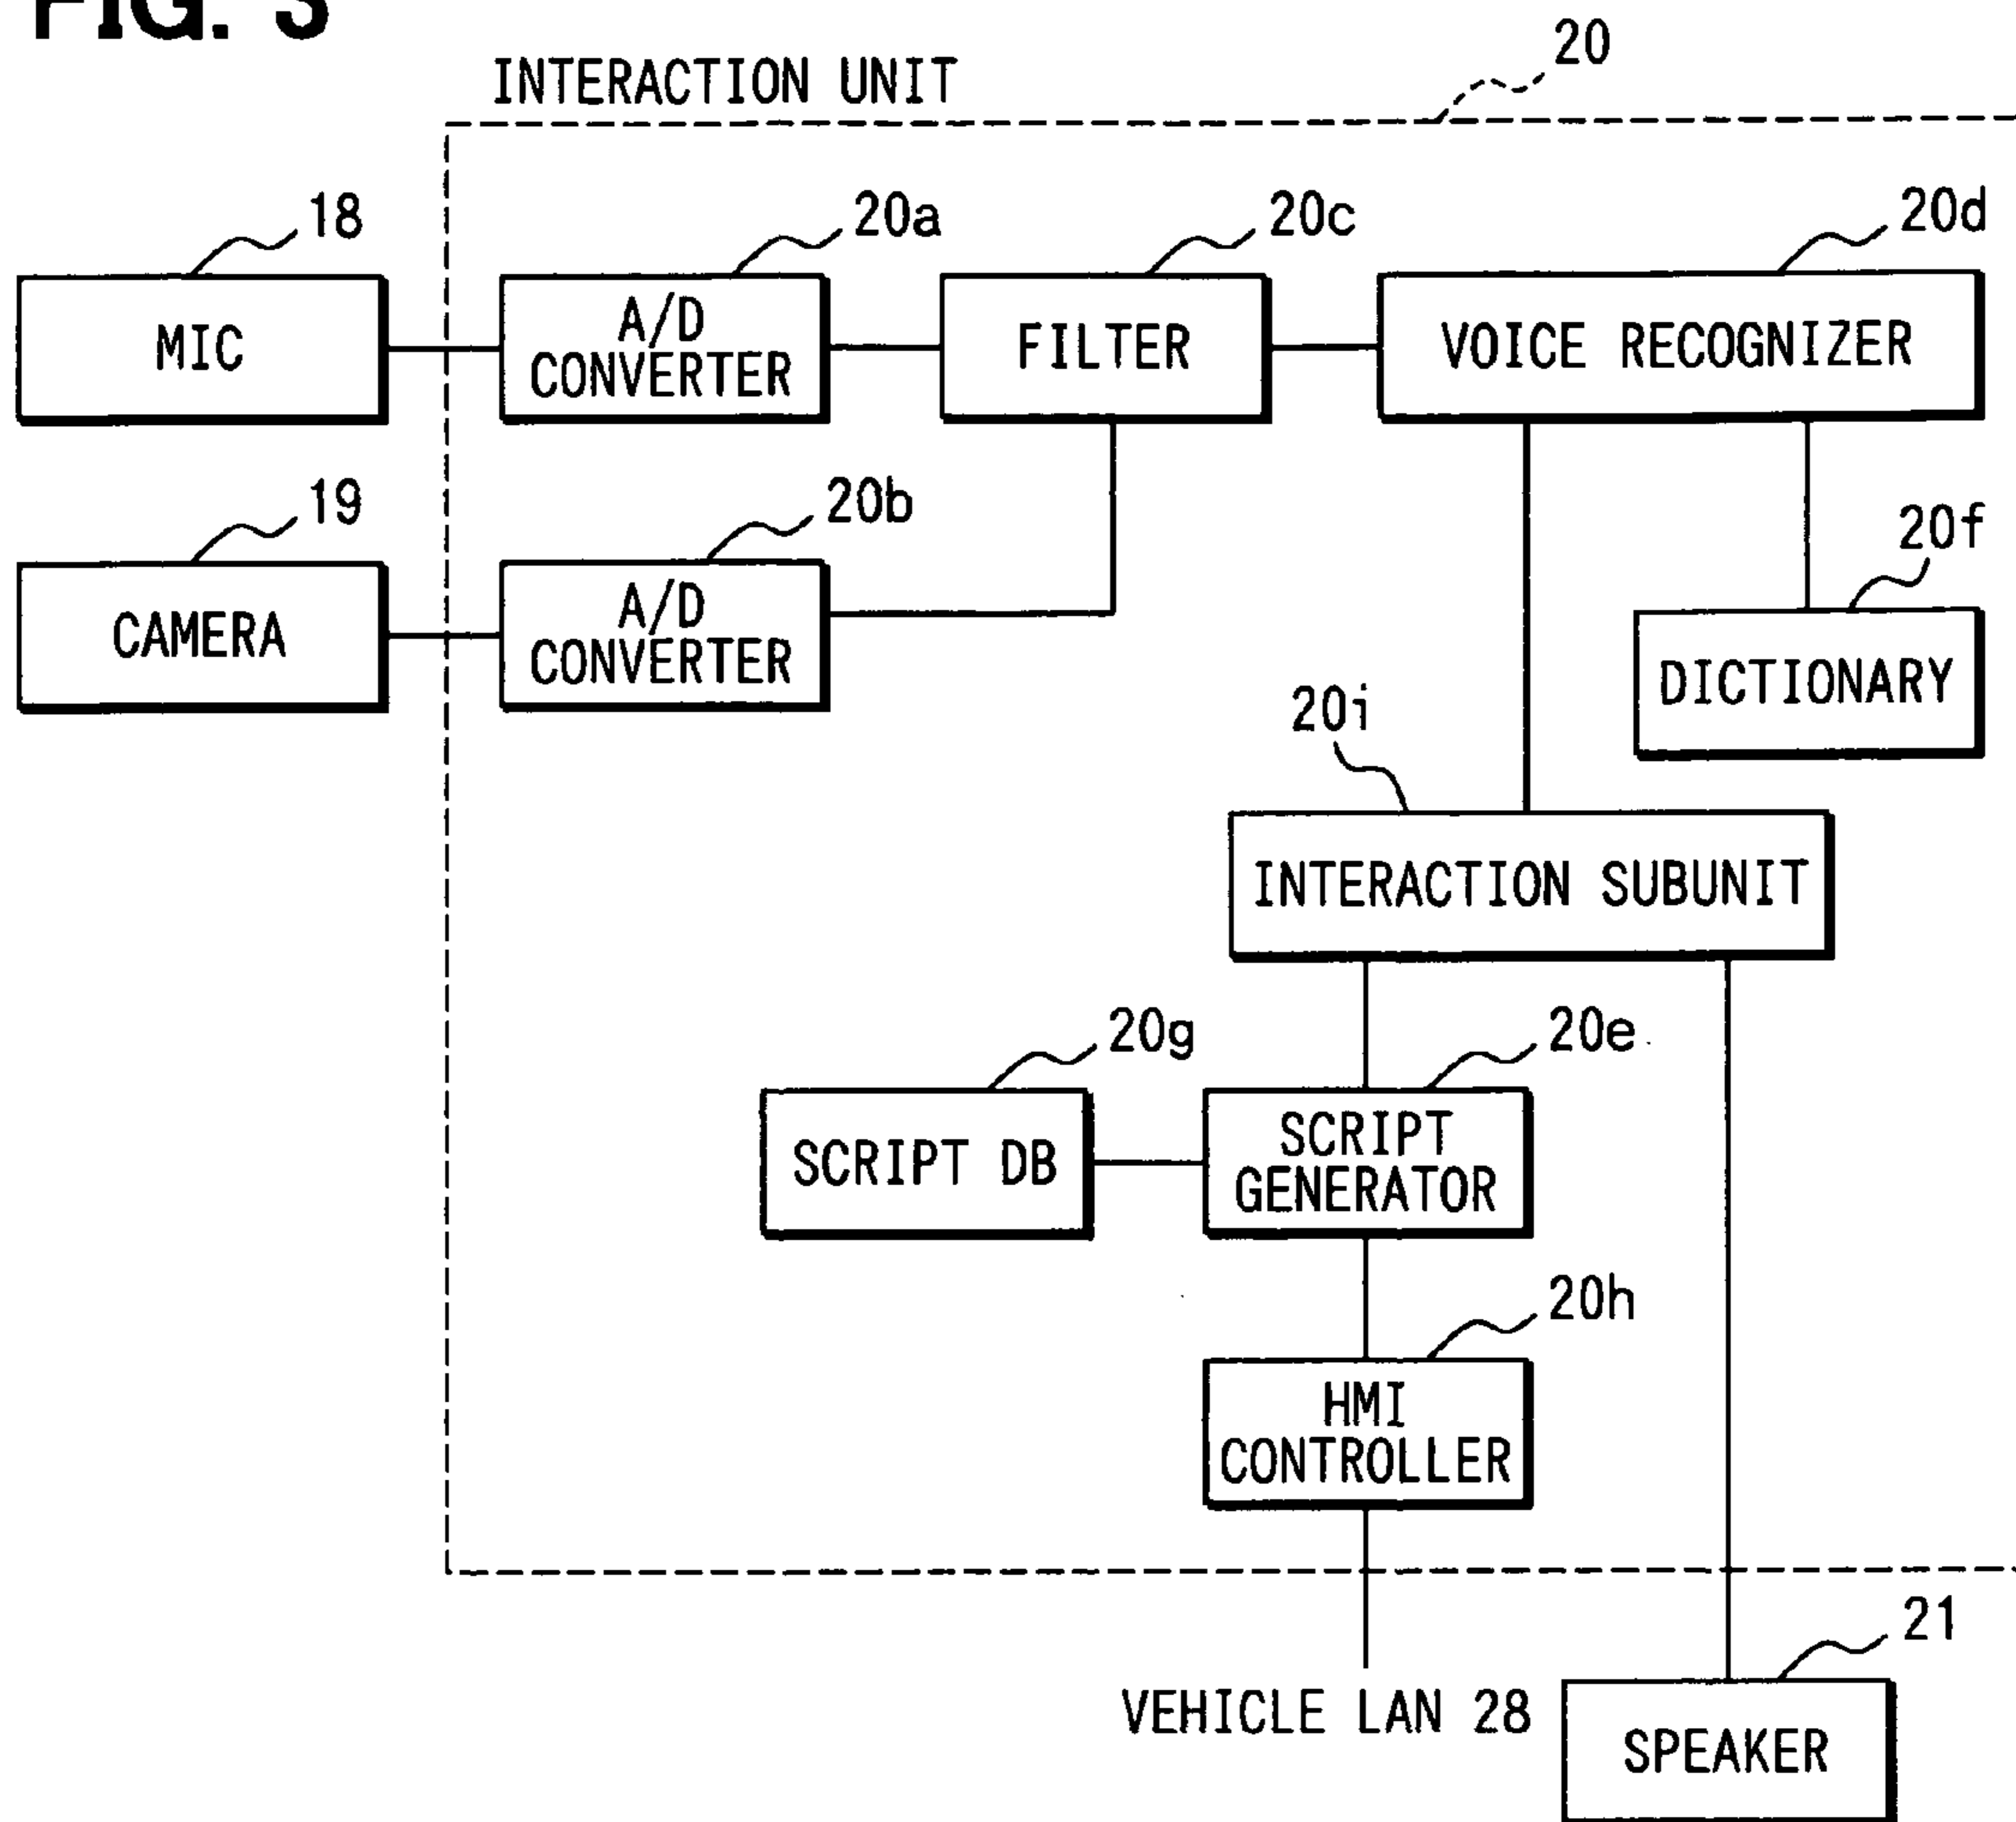 FIG. 3
20
INTERACTION UNIT
18
20a
20c
20d
MIC
A/D
CONVERTER
FILTER
VOICE RECOGNIZER
19
20b
20f
CAMERA
A/D
CONVERTER
DICTIONARY
20i
INTERACTION SUBUNIT
20g
20e
SCRIPT DB
SCRIPT
GENERATOR
20h
HMI
CONTROLLER
21
VEHICLE LAN 28
SPEAKER